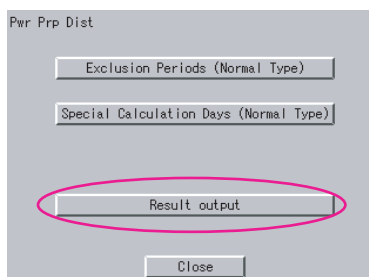 Pwr Prp Dist
Exclusion Periods (Normal Type)
Special Calculation Days (Normal Type)
Result output
Close